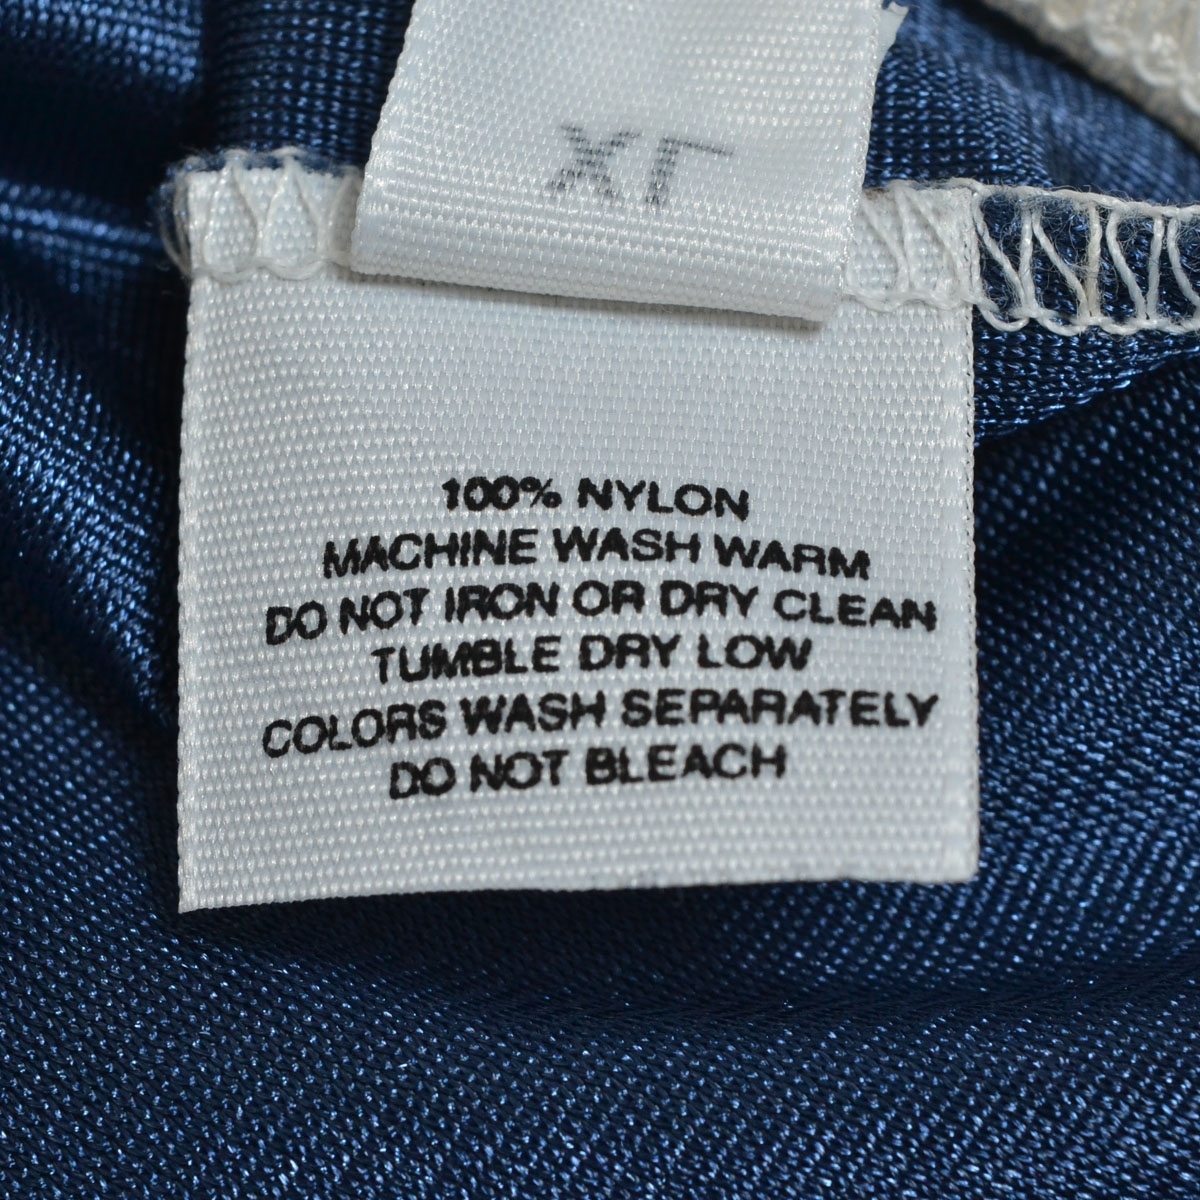 XL
100% NYLON
MACHINE WASH WARM
DO NOT IRON OR DRY CLEAN
TUMBLE DRY LOW
COLORS WASH SEPARATELY
DO NOT BLEACH